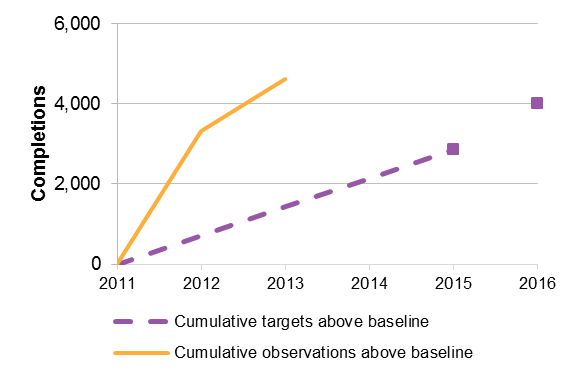 6,000
4,000
2,000
0
Completions
2011 2012 2013 2014 2015 2016
Cumulative targets above baseline
Cumulative observations above baseline